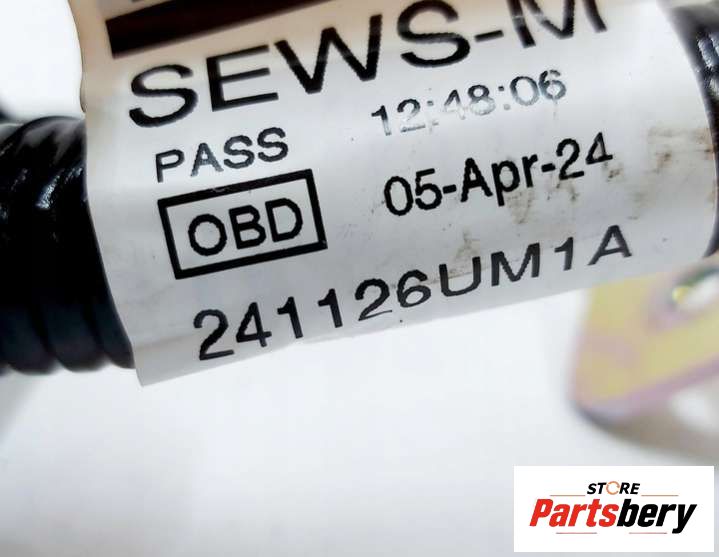 SEWS-M
PASS 12:48:06
OBD 05-Apr-24
241126UM1A
STORE
Partsbery